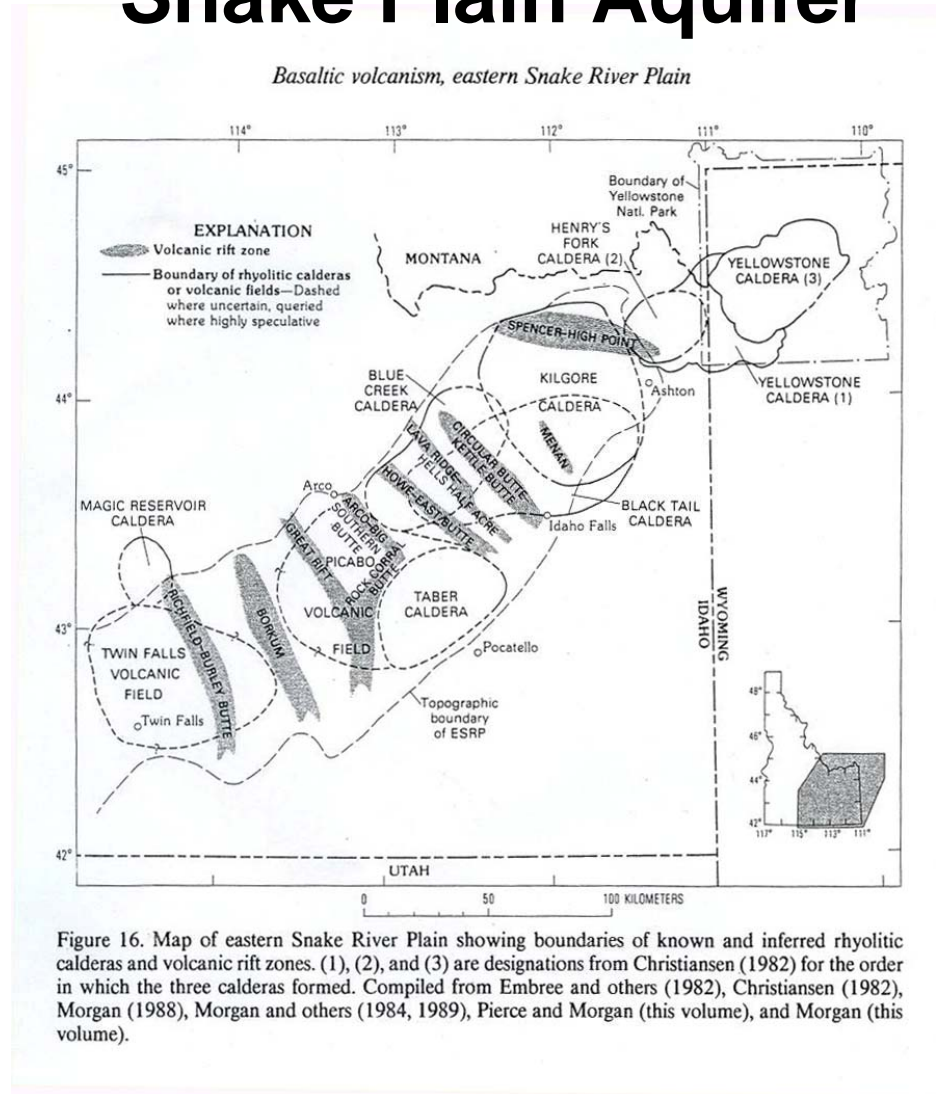 Snake Plain Aquifer
Basaltic volcanism, eastern Snake River Plain
114°
113°
112°
111°
110°
45°
44°
43°
42°
EXPLANATION
Volcanic rift zone
Boundary of rhyolitic calderas
or volcanic fields—Dashed
where uncertain, queried
where highly speculative
MONTANA
Boundary of
Yellowstone
Natl. Park
HENRY'S
FORK
CALDERA (2)
YELLOWSTONE
CALDERA (3)
SPENCER-HIGH POINT
YELLOWSTONE
CALDERA (1)
KILGORE
CALDERA
Ashton
BLUE
CREEK
CALDERA
CIRCULAR BUTTE-
KETTLE BUTTE
MENAN
LAVA RIDGE-
HELLS HALF ACRE
HOWE-EAST BUTTE
BLACK TAIL
CALDERA
Idaho Falls
Arco
ARCO-BIG
SOUTHERN
BUTTE
ROCK CORRAL
BUTTE
GREAT RIFT
PICABO
VOLCANIC
FIELD
TABER
CALDERA
MAGIC RESERVOIR
CALDERA
RICHFIELD-BURLEY BUTTE
BORKUM
TWIN FALLS
VOLCANIC
FIELD
Twin Falls
?
?
?
?
?
Pocatello
Topographic
boundary
of ESRP
IDAHO
WYOMING
UTAH
48°
46°
44°
42°
117°
115°
113°
111°
0
50
100 KILOMETERS
Figure 16. Map of eastern Snake River Plain showing boundaries of known and inferred rhyolitic
calderas and volcanic rift zones. (1), (2), and (3) are designations from Christiansen (1982) for the order
in which the three calderas formed. Compiled from Embree and others (1982), Christiansen (1982),
Morgan (1988), Morgan and others (1984, 1989), Pierce and Morgan (this volume), and Morgan (this
volume).